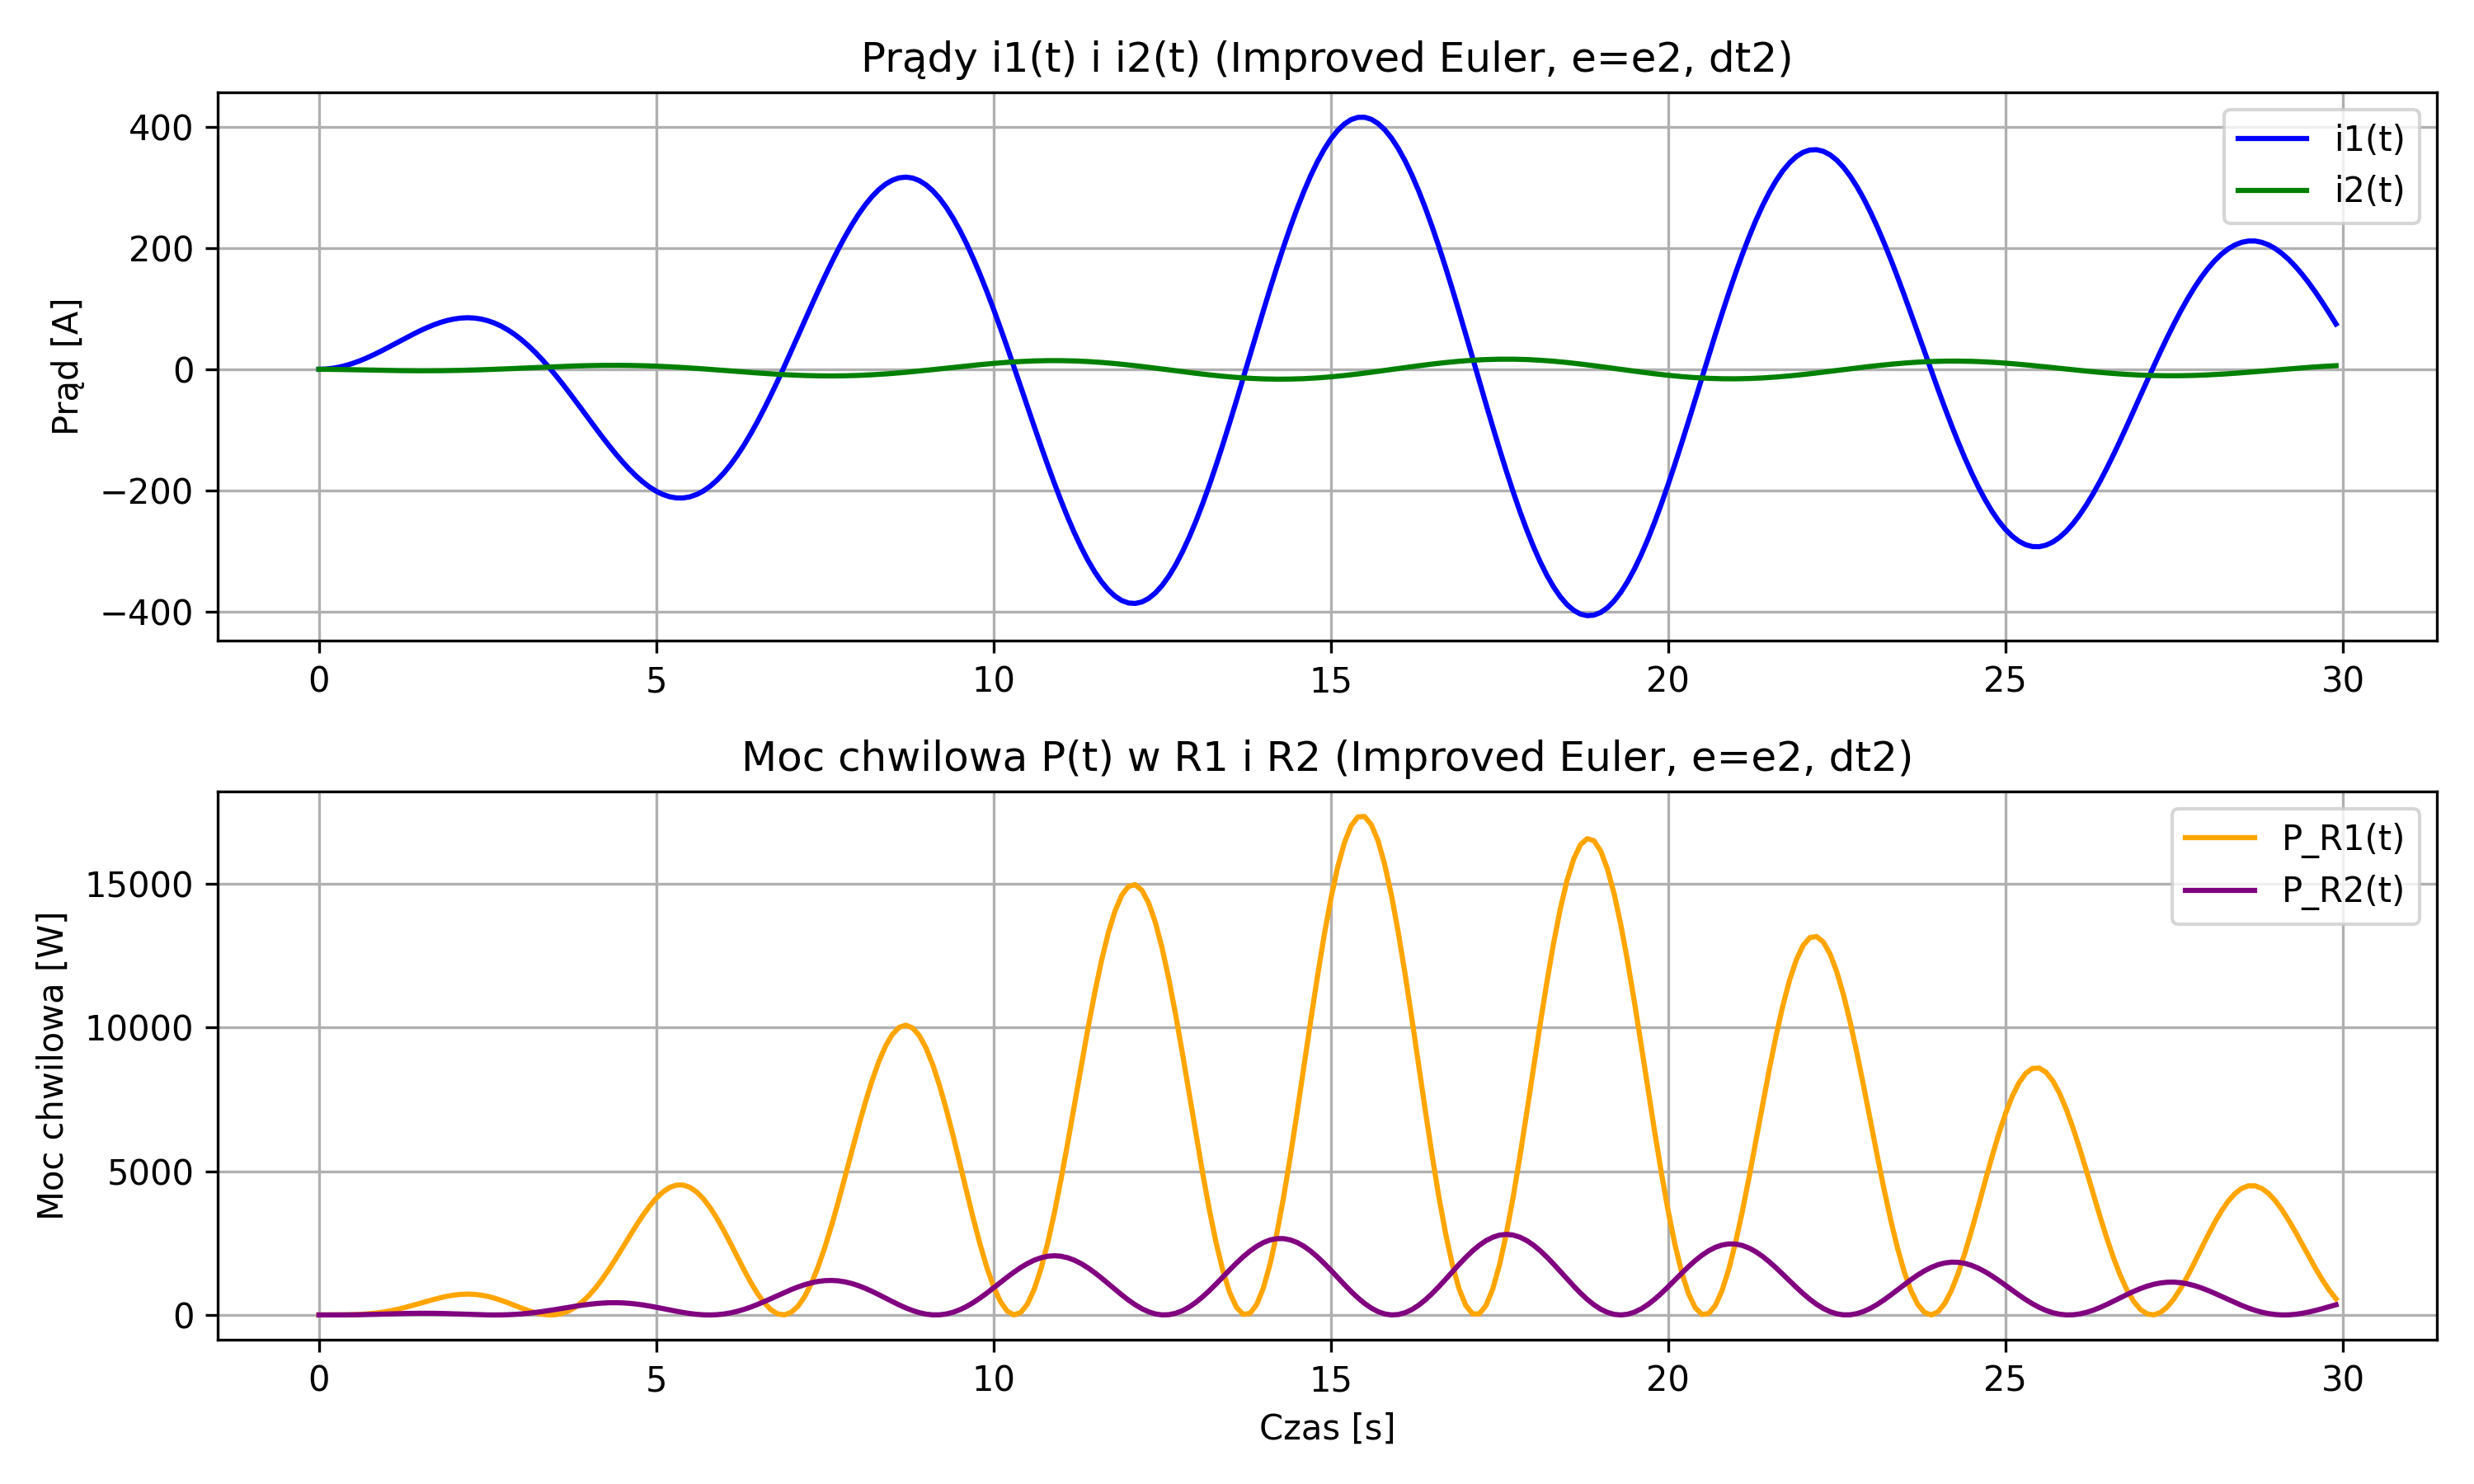 Prądy i1(t) i i2(t) (Improved Euler, e=e2, dt2)
Prąd [A]
400
200
0
−200
−400
i1(t)
i2(t)
0 5 10 15 20 25 30
Moc chwilowa P(t) w R1 i R2 (Improved Euler, e=e2, dt2)
Moc chwilowa [W]
15000
10000
5000
0
P_R1(t)
P_R2(t)
0 5 10 15 20 25 30
Czas [s]